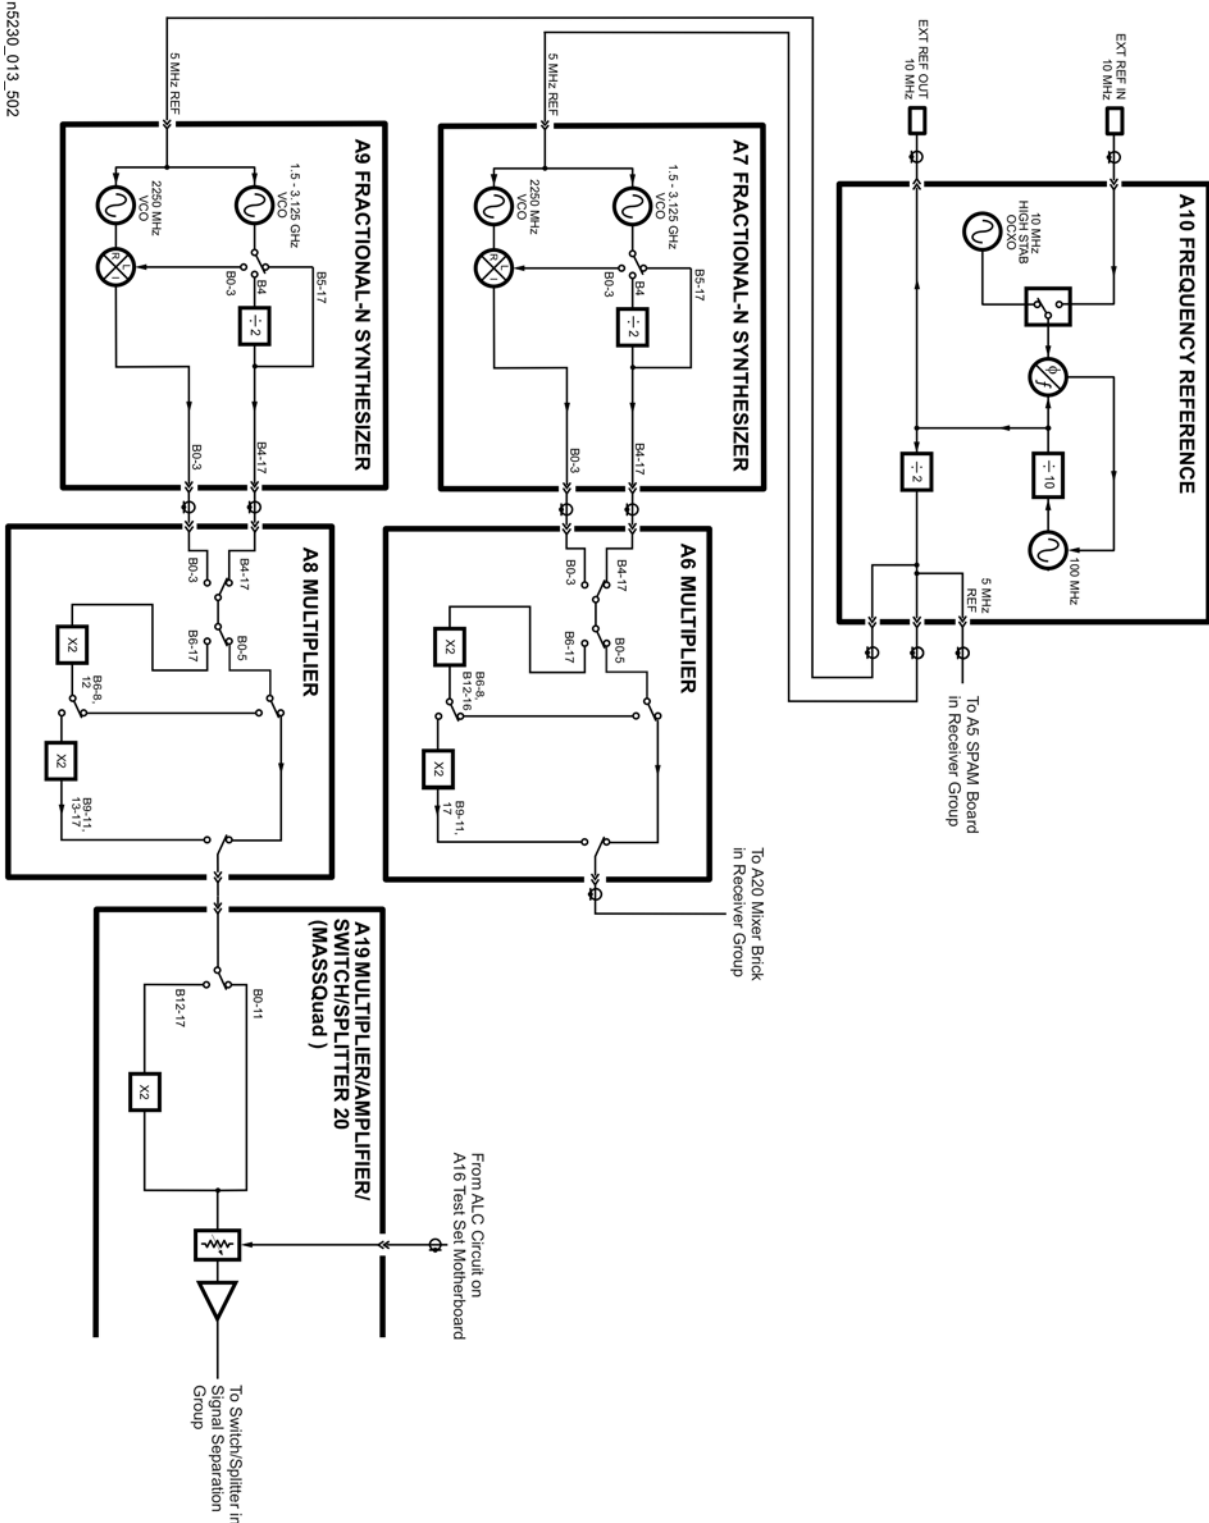 A10 FREQUENCY REFERENCE
EXT REF IN
10 MHz
EXT REF OUT
10 MHz
10 MHz
HIGH STAB
OCXO
ϕ
f
÷ 10
100 MHz
÷ 2
5 MHz
REF
To A5 SPAM Board
in Receiver Group
5 MHz REF
A7 FRACTIONAL-N SYNTHESIZER
1.5 - 3.125 GHz
VCO
2250 MHz
VCO
L
R
I
B5-17
B4
B0-3
÷ 2
B4-17
B0-3
A6 MULTIPLIER
B4-17
B0-3
B0-5
B6-17
X2
B6-8,
B12-16
X2
B9-11,
17
To A20 Mixer Brick
in Receiver Group
5 MHz REF
A9 FRACTIONAL-N SYNTHESIZER
1.5 - 3.125 GHz
VCO
2250 MHz
VCO
L
R
I
B5-17
B4
B0-3
÷ 2
B4-17
B0-3
A8 MULTIPLIER
B4-17
B0-3
B0-5
B6-17
X2
B6-8,
12
X2
B9-11,
13-17
A19 MULTIPLIER/AMPLIFIER/
SWITCH/SPLITTER 20
(MASSQuad )
B0-11
B12-17
X2
From ALC Circuit on
A16 Test Set Motherboard
To Switch/Splitter in
Signal Separation
Group
n5230_013_502